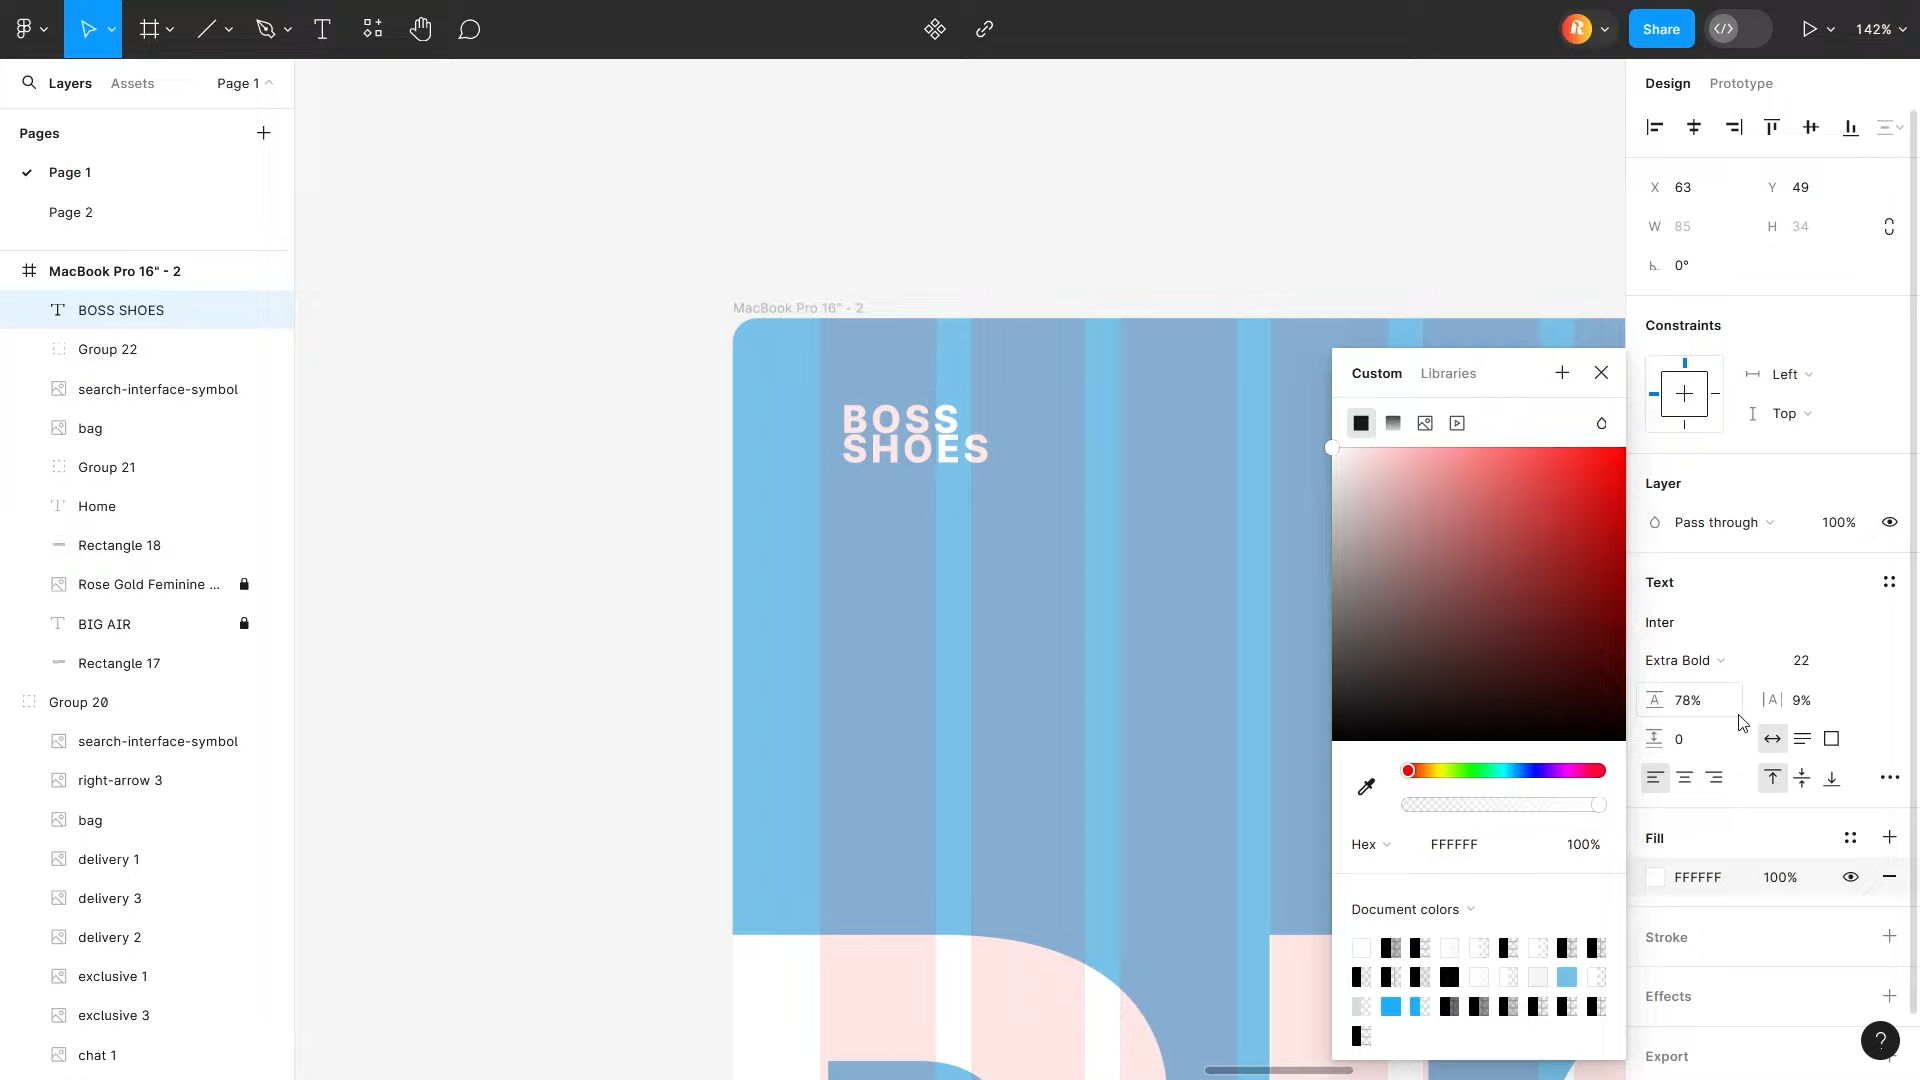 Share
142%
Layers
Assets
Page 1
Pages
Page 1
Page 2
MacBook Pro 16" - 2
BOSS SHOES
Group 22
search-interface-symbol
bag
Group 21
Home
Rectangle 18
Rose Gold Feminine ...
BIG AIR
Rectangle 17
Group 20
search-interface-symbol
right-arrow 3
bag
delivery 1
delivery 3
delivery 2
exclusive 1
exclusive 3
chat 1
MacBook Pro 16" - 2
BOSS
SHOES
Custom
Libraries
Hex
FFFFFF
100%
Document colors
Design
Prototype
X 63
Y 49
W 85
H 34
0°
Constraints
Left
Top
Layer
Pass through
100%
Text
Inter
Extra Bold
22
78%
9%
0
Fill
FFFFFF
100%
Stroke
Effects
Export
?